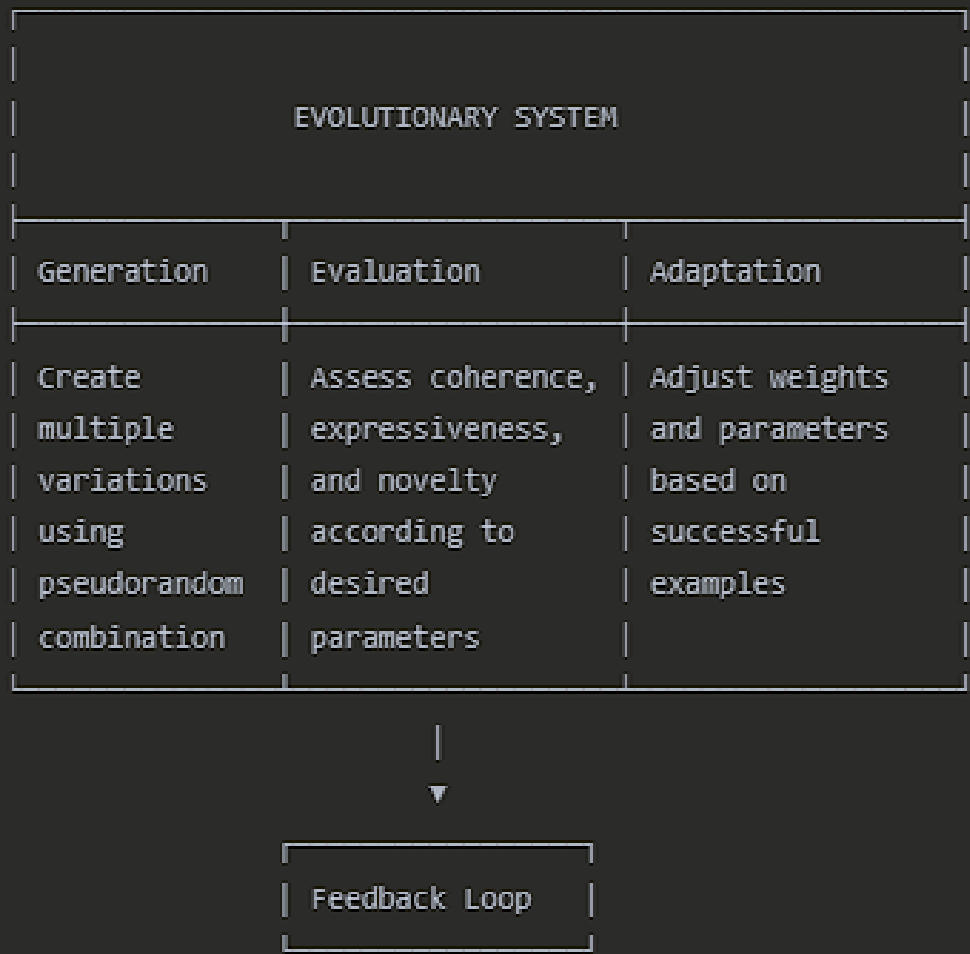 EVOLUTIONARY SYSTEM
Generation Evaluation Adaptation
Create Assess coherence, Adjust weights
multiple expressiveness, and parameters
variations and novelty based on
using according to successful
pseudorandom desired examples
combination parameters
Feedback Loop